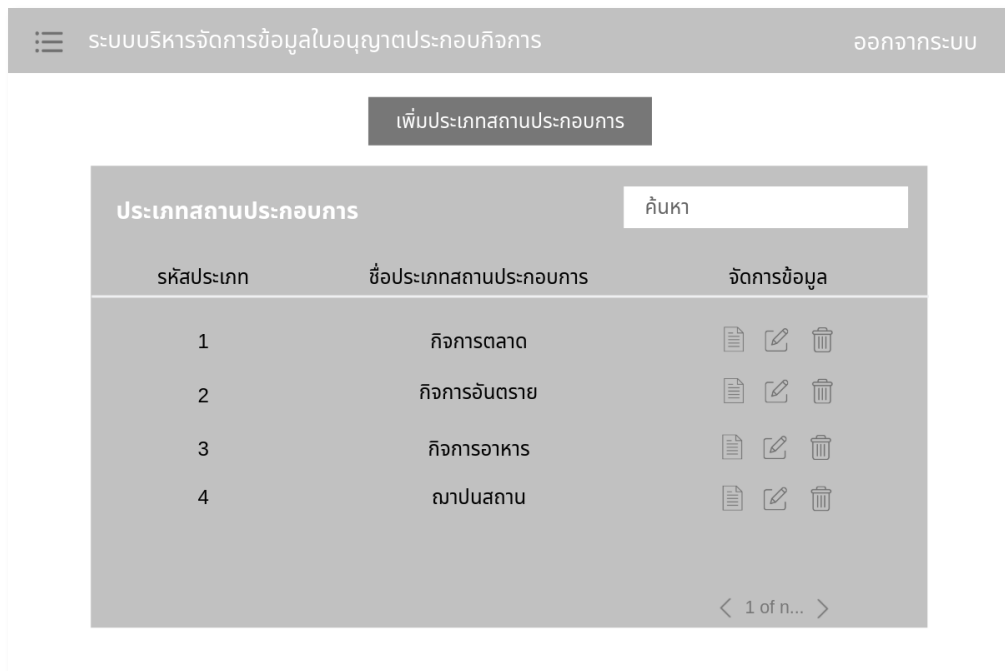 ระบบบริหารจัดการข้อมูลใบอนุญาตประกอบกิจการ ออกจากระบบ
เพิ่มประเภทสถานประกอบการ
ประเภทสถานประกอบการ ค้นหา
รหัสประเภท ชื่อประเภทสถานประกอบการ จัดการข้อมูล
1 กิจการตลาด
2 กิจการอันตราย
3 กิจการอาหาร
4 ฌาปนสถาน
1 of n...